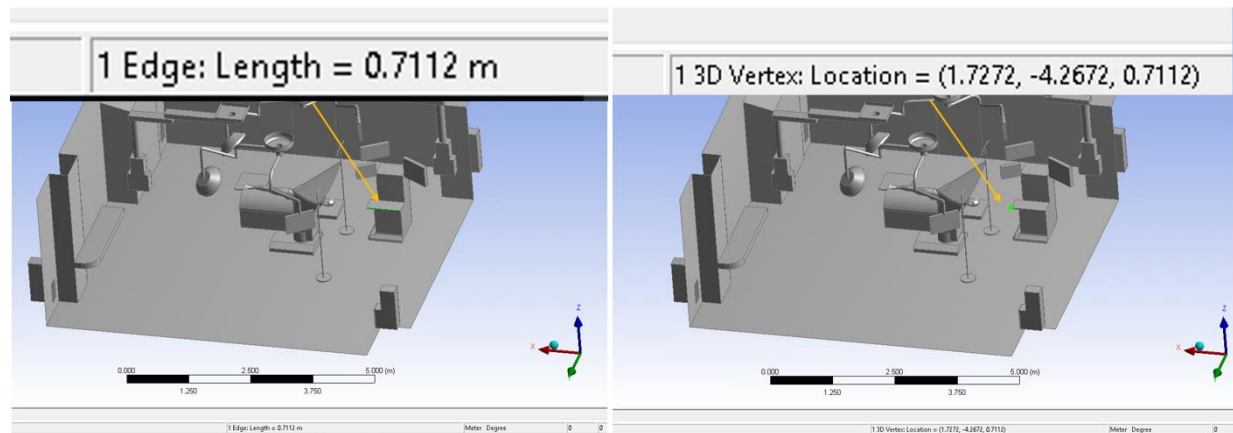 1 Edge: Length = 0.7112 m
Z
X
0.000
2.500
5.000 (m)
1.250
3.750
1 Edge: Length = 0.7112 m
Meter Degree
0
0
1 3D Vertex: Location = (1.7272, -4.2672, 0.7112)
Z
X
0.000
2.500
5.000 (m)
1.250
3.750
1 3D Vertex: Location = (1.7272, -4.2672, 0.7112)
Meter Degree
0
0